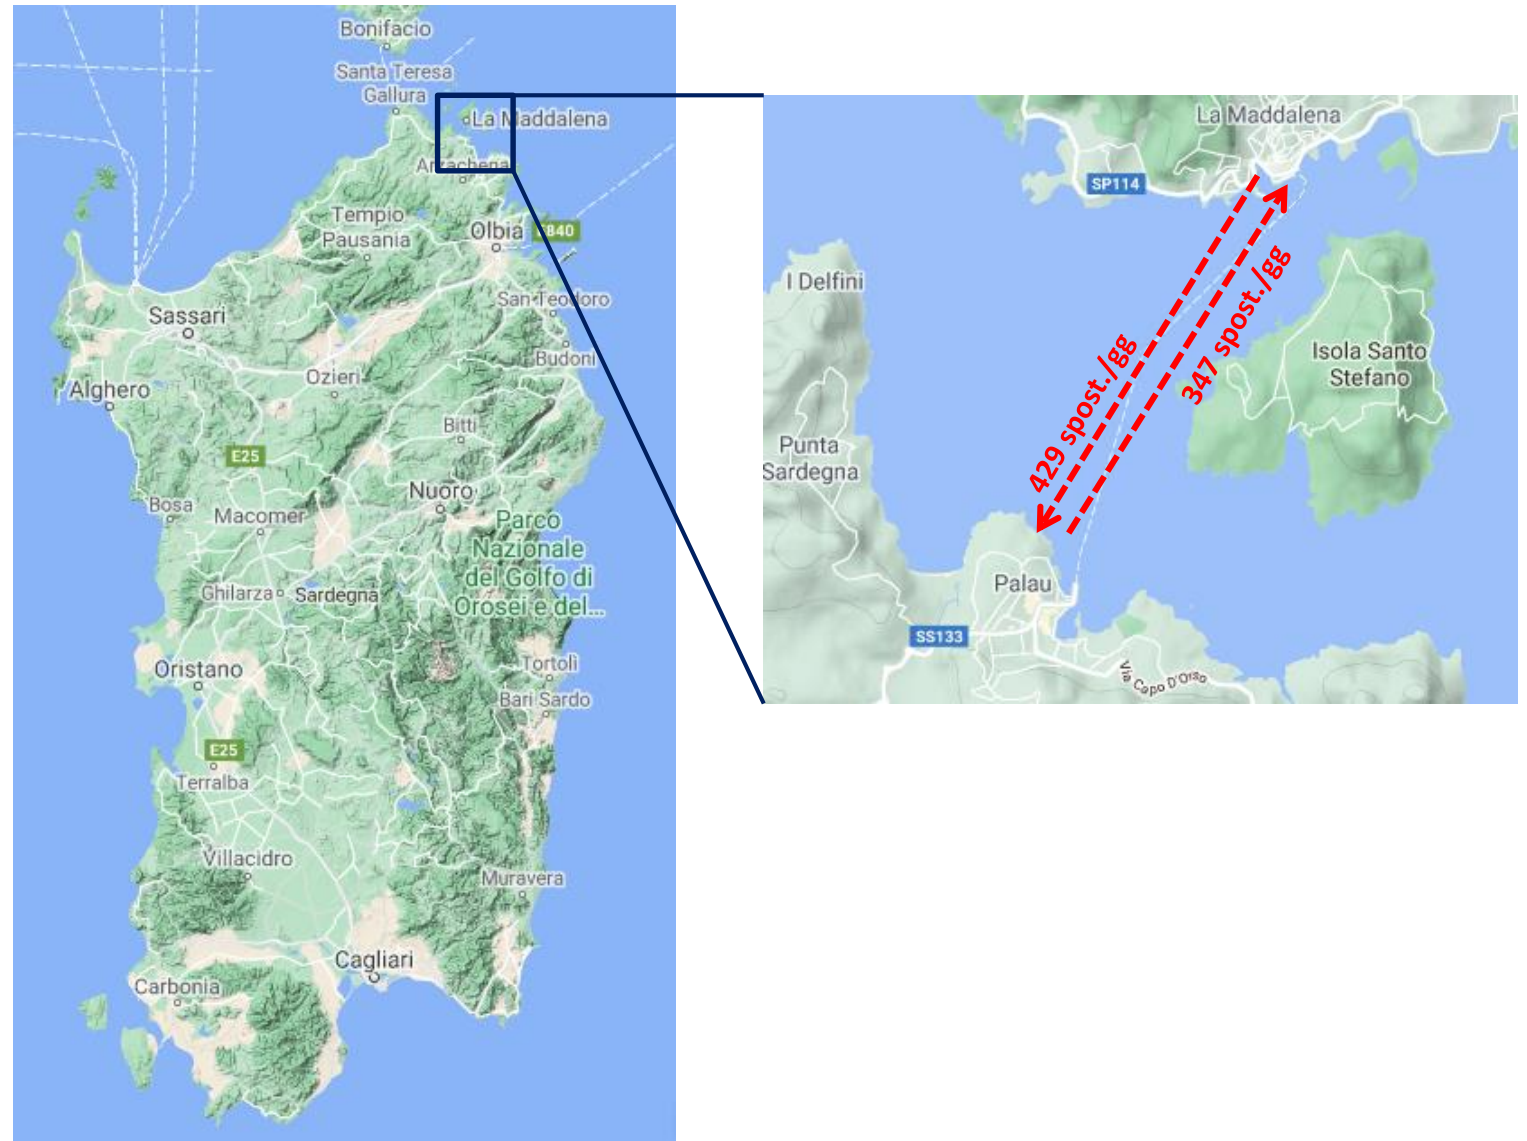 Bonifacio
Santa Teresa
Gallura
La Maddalena
Arzachena
Tempio
Pausania
Olbia
E840
San Teodoro
Sassari
Budoni
Ozieri
Alghero
Bitti
E25
Nuoro
Bosa
Macomer
Parco
Nazionale
del Golfo di
Orosei e del...
Ghilarza
Sardegna
Oristano
Tortolì
Bari Sardo
E25
Terralba
Villacidro
Muravera
Cagliari
Carbonia
La Maddalena
SP114
I Delfini
429 spost./gg
347 spost./gg
Isola Santo
Stefano
Punta
Sardegna
Palau
SS133
Via Capo D'Orso